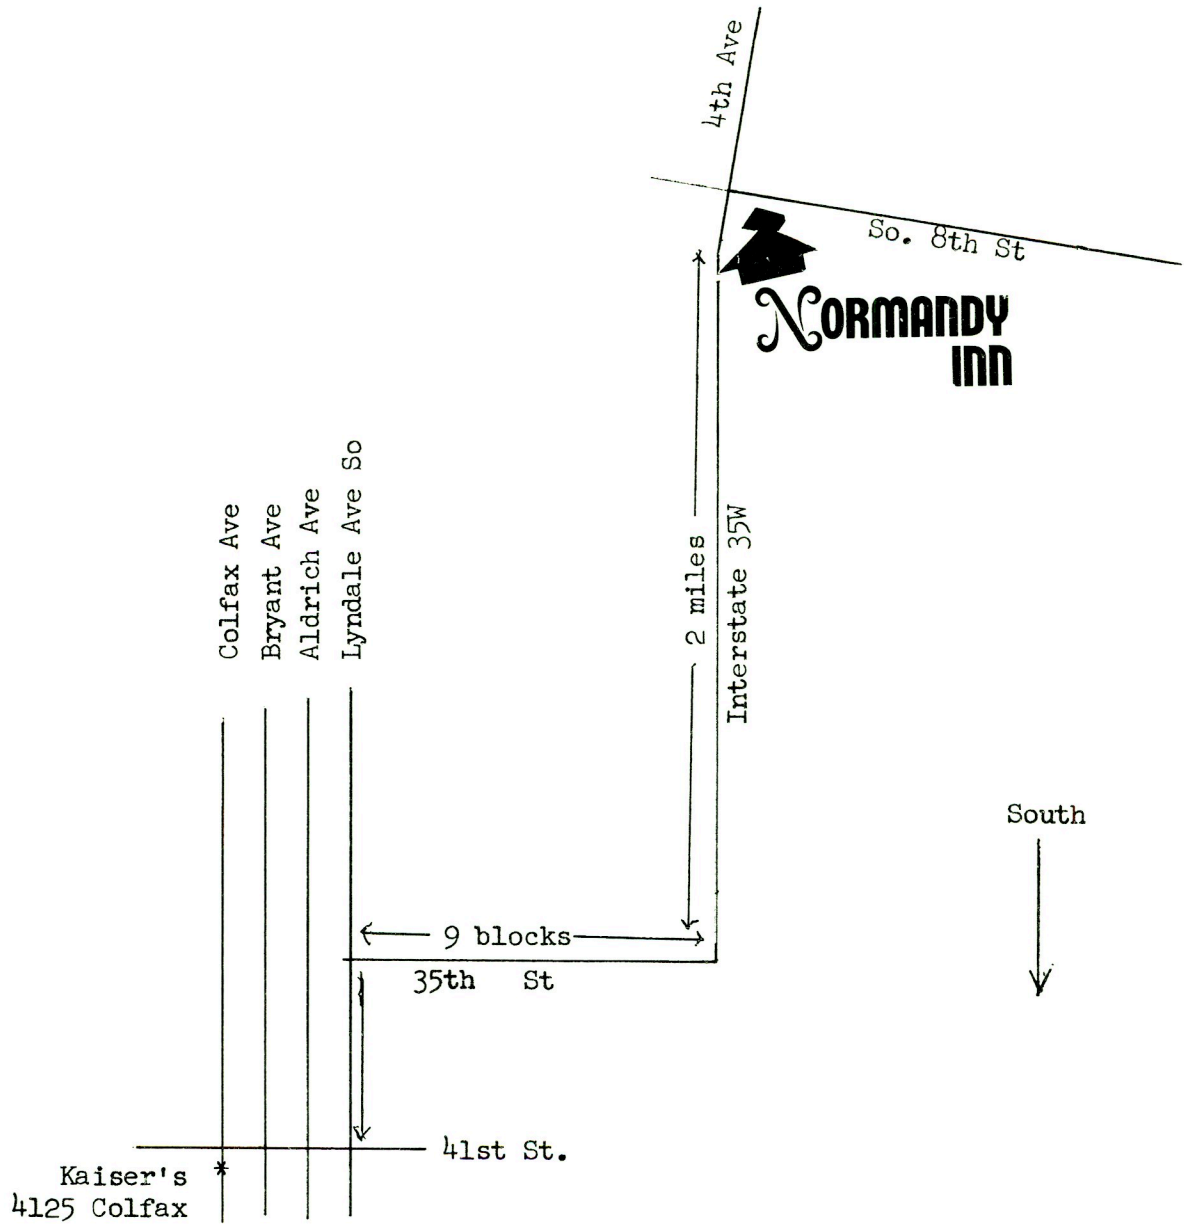 4th Ave
So. 8th St
NORMANDY
INN
Colfax Ave
Bryant Ave
Aldrich Ave
Lyndale Ave So
2 miles
Interstate 35W
South
9 blocks
35th St
41st St.
Kaiser's
4125 Colfax